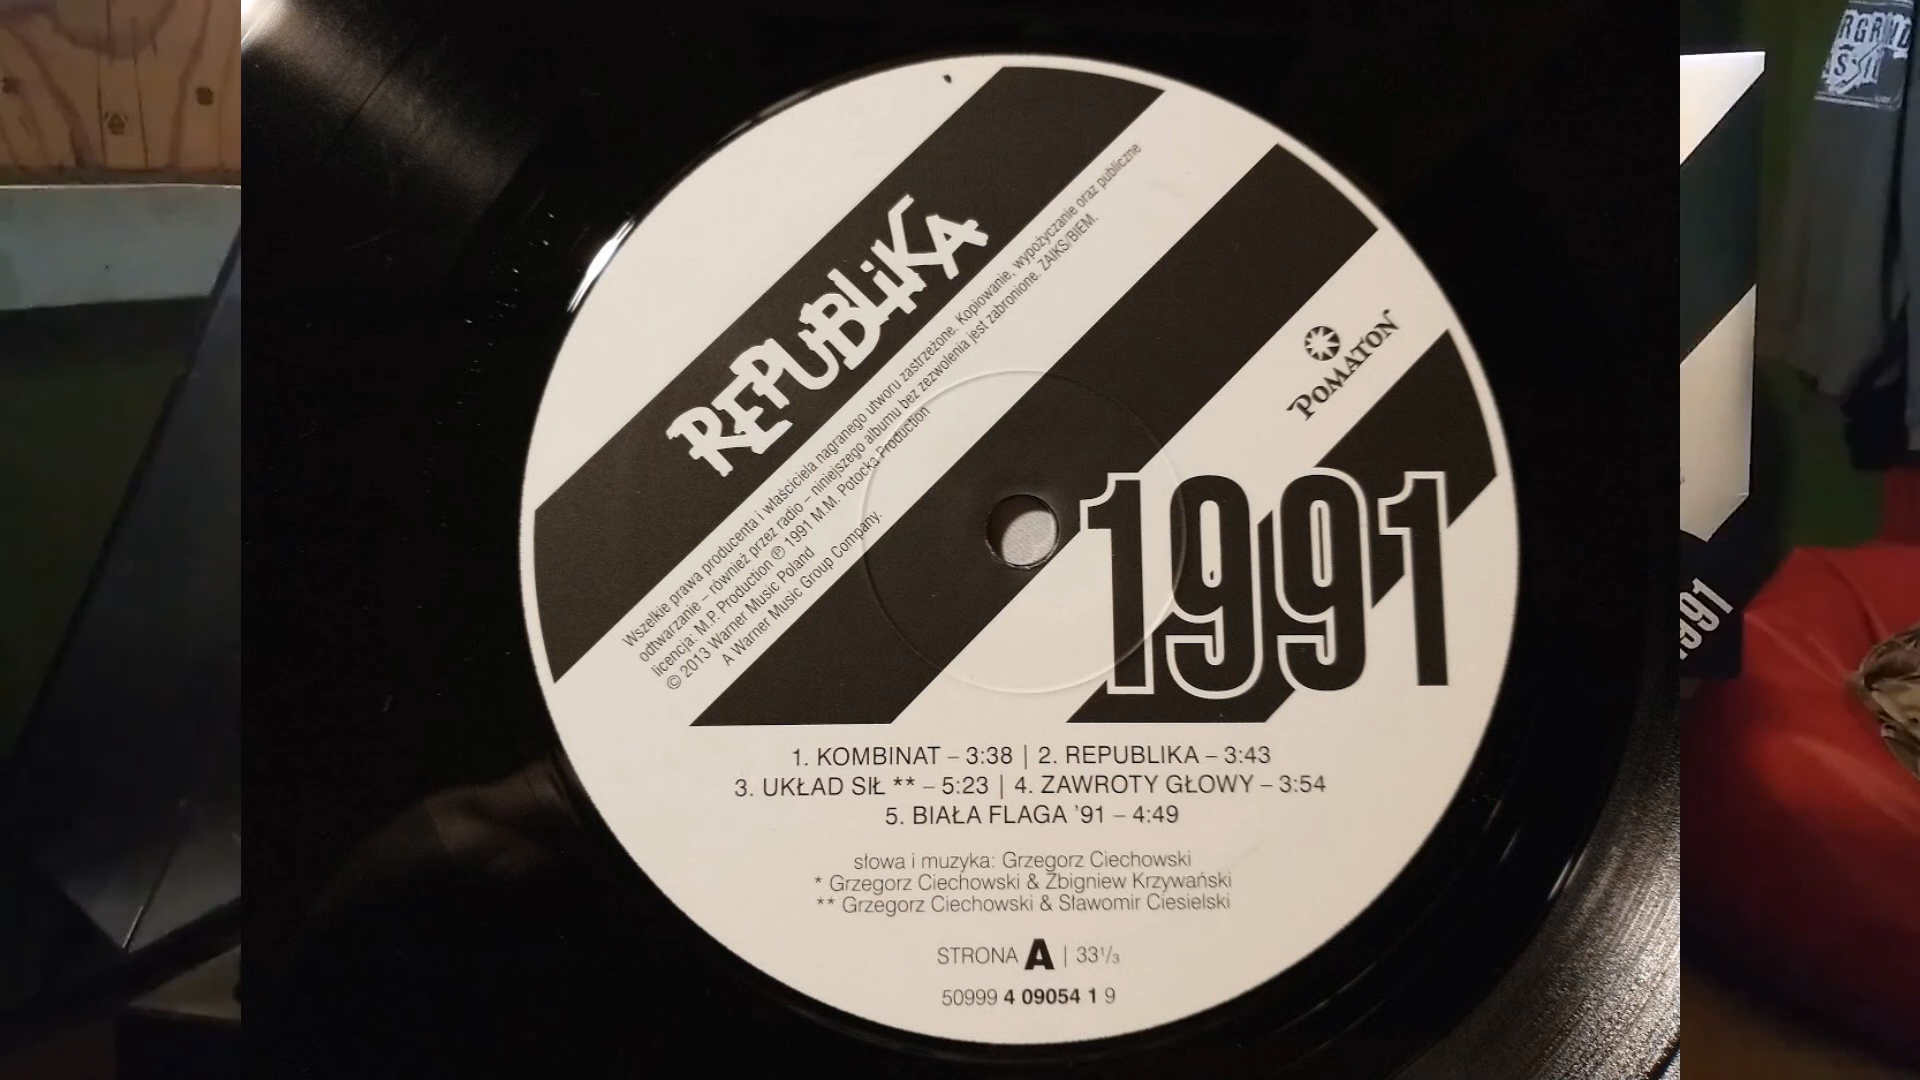 REPUBLIKA
Wszelkie prawa producenta i właściciela nagranego utworu zastrzeżone. Kopiowanie, wypożyczanie oraz publiczne
odtwarzanie – również przez radio – niniejszego albumu bez zezwolenia jest zabronione. ZAIKS/BIEM.
licencja: M.P. Production ℗ 1991 M.M. Potocka Production
© 2013 Warner Music Poland
A Warner Music Group Company.
POMATON
1991
1. KOMBINAT – 3:38 | 2. REPUBLIKA – 3:43
3. UKŁAD SIŁ ** – 5:23 | 4. ZAWROTY GŁOWY – 3:54
5. BIAŁA FLAGA '91 – 4:49
słowa i muzyka: Grzegorz Ciechowski
* Grzegorz Ciechowski & Zbigniew Krzywański
** Grzegorz Ciechowski & Sławomir Ciesielski
STRONA A | 33 1/3
50999 4 09054 1 9